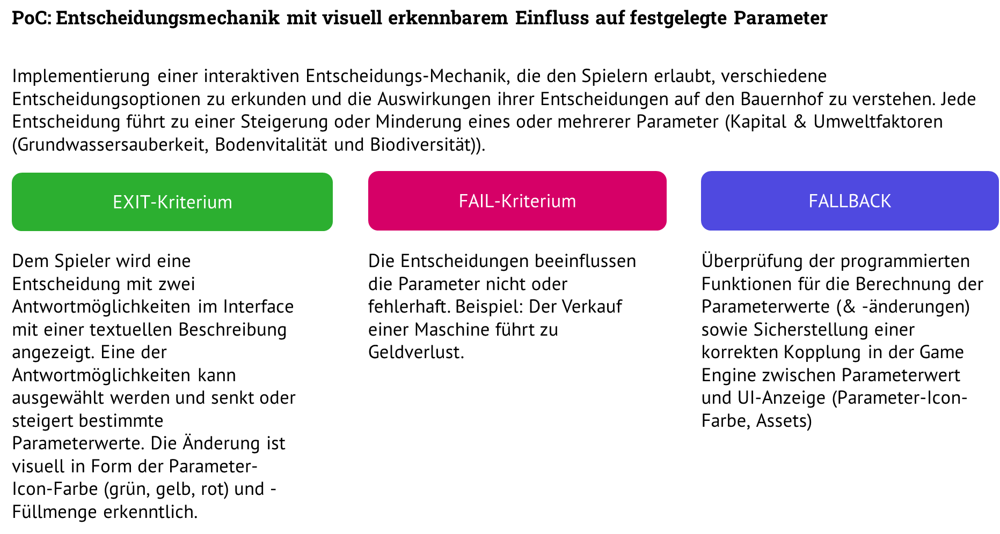 PoC: Entscheidungsmechanik mit visuell erkennbarem Einfluss auf festgelegte Parameter
Implementierung einer interaktiven Entscheidungs-Mechanik, die den Spielern erlaubt, verschiedene
Entscheidungsoptionen zu erkunden und die Auswirkungen ihrer Entscheidungen auf den Bauernhof zu verstehen. Jede
Entscheidung führt zu einer Steigerung oder Minderung eines oder mehrerer Parameter (Kapital & Umweltfaktoren
(Grundwassersauberkeit, Bodenvitalität und Biodiversität)).
EXIT-Kriterium
Dem Spieler wird eine
Entscheidung mit zwei
Antwortmöglichkeiten im Interface
mit einer textuellen Beschreibung
angezeigt. Eine der
Antwortmöglichkeiten kann
ausgewählt werden und senkt oder
steigert bestimmte
Parameterwerte. Die Änderung ist
visuell in Form der Parameter-
Icon-Farbe (grün, gelb, rot) und -
Füllmenge erkenntlich.
FAIL-Kriterium
Die Entscheidungen beeinflussen
die Parameter nicht oder
fehlerhaft. Beispiel: Der Verkauf
einer Maschine führt zu
Geldverlust.
FALLBACK
Überprüfung der programmierten
Funktionen für die Berechnung der
Parameterwerte (& -änderungen)
sowie Sicherstellung einer
korrekten Kopplung in der Game
Engine zwischen Parameterwert
und UI-Anzeige (Parameter-Icon-
Farbe, Assets)